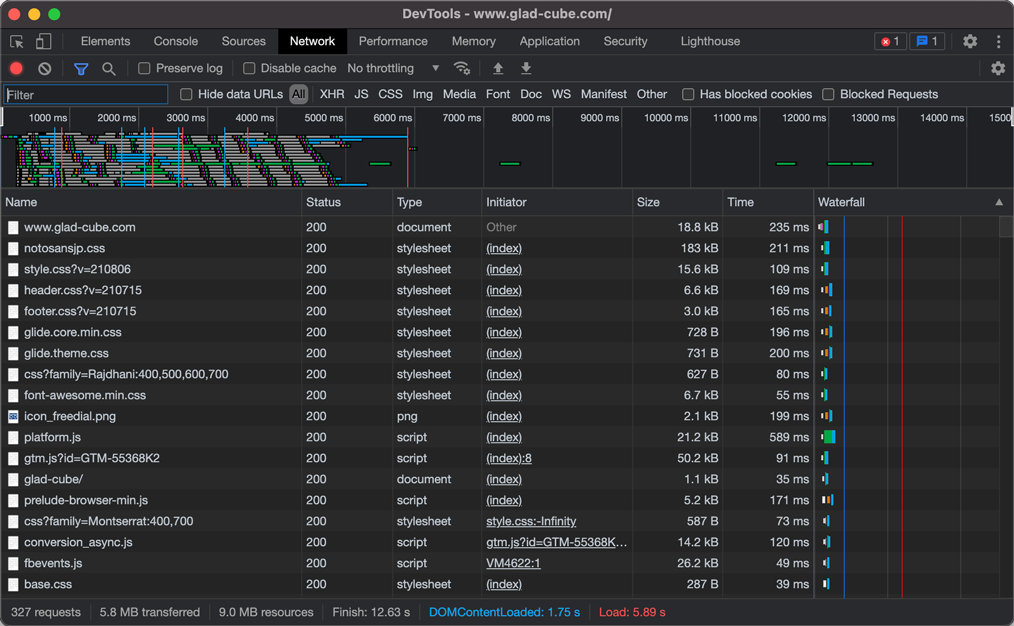 DevTools - www.glad-cube.com/
Elements Console Sources Network Performance Memory Application Security Lighthouse 1 1
Preserve log Disable cache No throttling
Filter Hide data URLs All XHR JS CSS Img Media Font Doc WS Manifest Other Has blocked cookies Blocked Requests
1000 ms 2000 ms 3000 ms 4000 ms 5000 ms 6000 ms 7000 ms 8000 ms 9000 ms 10000 ms 11000 ms 12000 ms 13000 ms 14000 ms 1500
Name Status Type Initiator Size Time Waterfall
www.glad-cube.com 200 document Other 18.8 kB 235 ms
notosansjp.css 200 stylesheet (index) 183 kB 211 ms
style.css?v=210806 200 stylesheet (index) 15.6 kB 109 ms
header.css?v=210715 200 stylesheet (index) 6.6 kB 169 ms
footer.css?v=210715 200 stylesheet (index) 3.0 kB 165 ms
glide.core.min.css 200 stylesheet (index) 728 B 196 ms
glide.theme.css 200 stylesheet (index) 731 B 200 ms
css?family=Rajdhani:400,500,600,700 200 stylesheet (index) 627 B 80 ms
font-awesome.min.css 200 stylesheet (index) 6.7 kB 55 ms
icon_freedial.png 200 png (index) 2.1 kB 199 ms
platform.js 200 script (index) 21.2 kB 589 ms
gtm.js?id=GTM-55368K2 200 script (index):8 50.2 kB 91 ms
glad-cube/ 200 document (index) 1.1 kB 35 ms
prelude-browser-min.js 200 script (index) 5.2 kB 171 ms
css?family=Montserrat:400,700 200 stylesheet style.css:-Infinity 587 B 73 ms
conversion_async.js 200 script gtm.js?id=GTM-55368K... 14.2 kB 120 ms
fbevents.js 200 script VM4622:1 26.2 kB 49 ms
base.css 200 stylesheet (index) 287 B 39 ms
327 requests 5.8 MB transferred 9.0 MB resources Finish: 12.63 s DOMContentLoaded: 1.75 s Load: 5.89 s